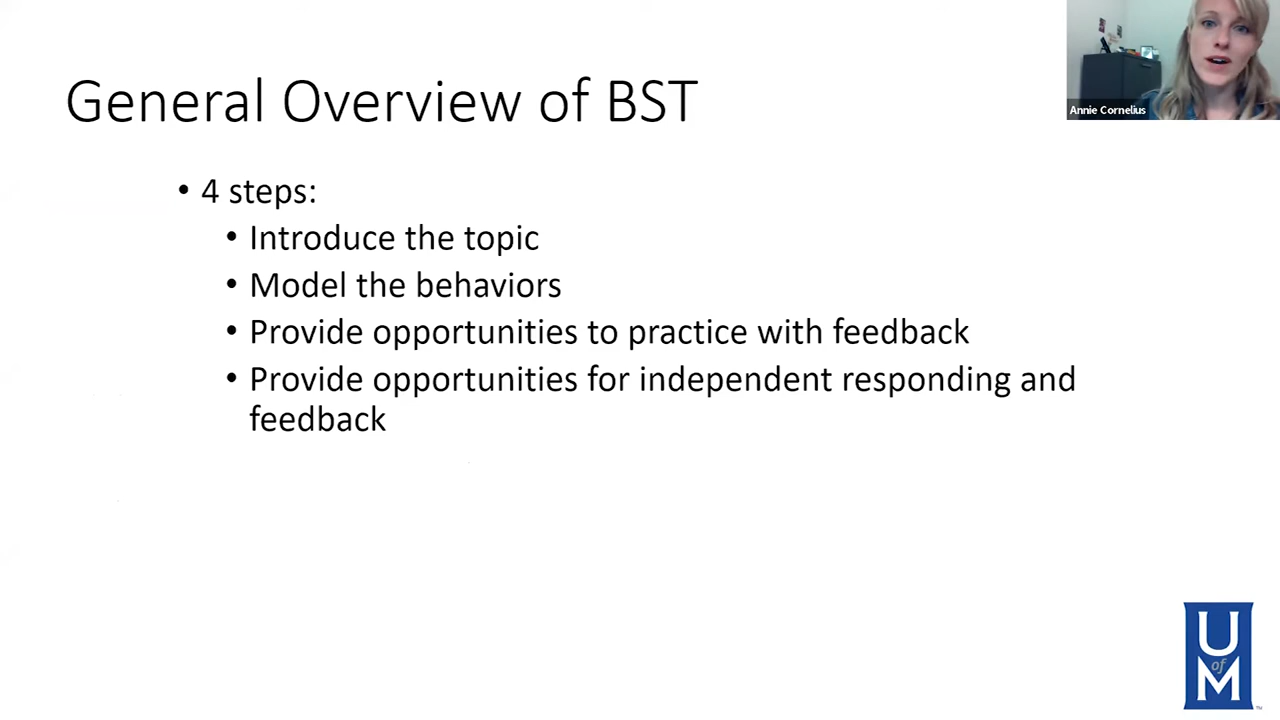 General Overview of BST
Annie Cornelius
• 4 steps:
• Introduce the topic
• Model the behaviors
• Provide opportunities to practice with feedback
• Provide opportunities for independent responding and
feedback
U
of
M
TM